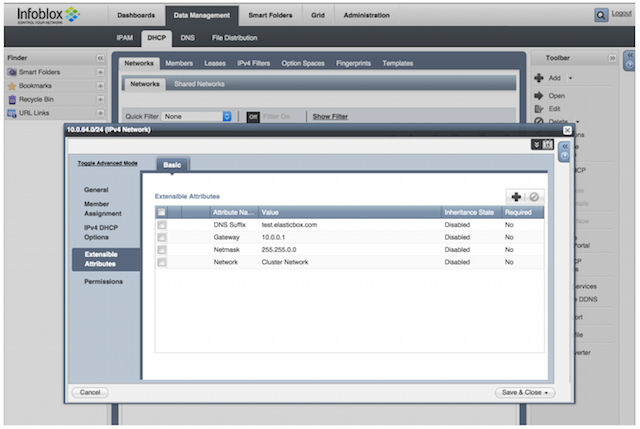 Infoblox
CONTROL YOUR NETWORK
Dashboards Data Management Smart Folders Grid Administration
Logout
IPAM DHCP DNS File Distribution
Finder
Smart Folders
Bookmarks
Recycle Bin
URL Links
Networks Members Leases IPv4 Filters Option Spaces Fingerprints Templates
Networks Shared Networks
Quick Filter None Off Filter On Show Filter
Toolbar
Add
Open
Edit
Delete
10.0.64.0/24 (IPv4 Network)
Toggle Advanced Mode
Basic
General
Member
Assignment
IPv4 DHCP
Options
Extensible
Attributes
Permissions
Extensible Attributes
Attribute Na... Value Inheritance State Required
DNS Suffix test.elasticbox.com Disabled No
Gateway 10.0.0.1 Disabled No
Netmask 255.255.0.0 Disabled No
Network Cluster Network Disabled No
Cancel
Save & Close